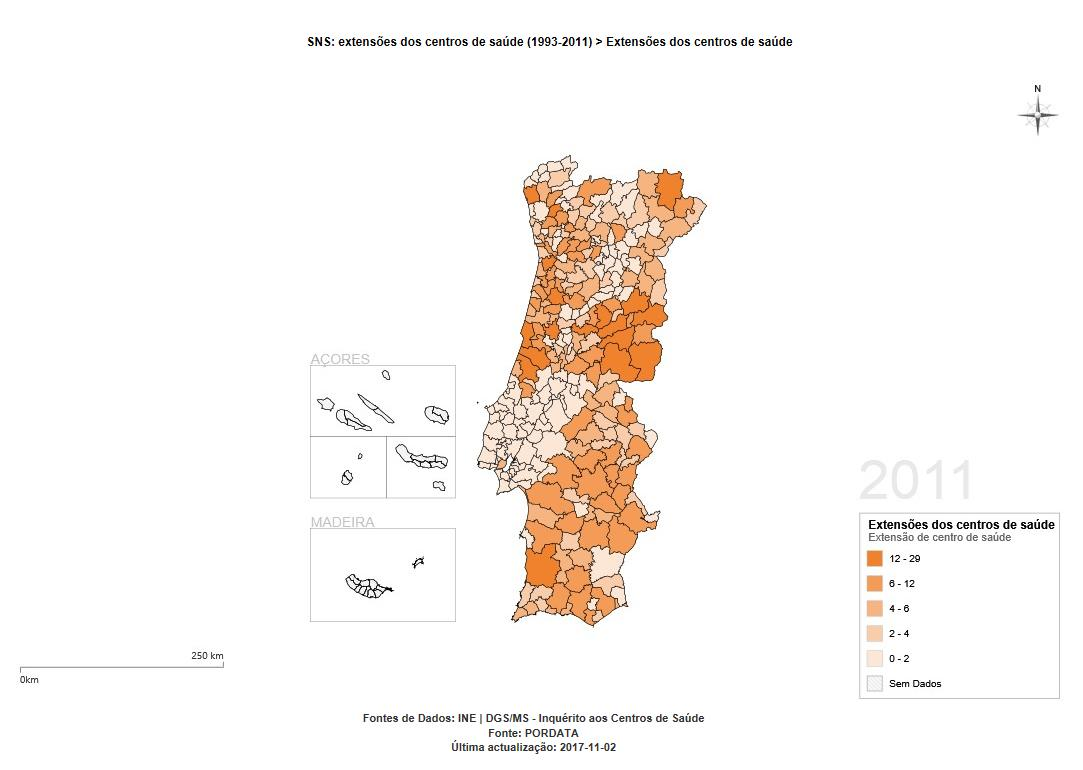 SNS: extensões dos centros de saúde (1993-2011) > Extensões dos centros de saúde
N
AÇORES
MADEIRA
2011
Extensões dos centros de saúde
Extensão de centro de saúde
12 - 29
6 - 12
4 - 6
2 - 4
0 - 2
Sem Dados
250 km
0km
Fontes de Dados: INE | DGS/MS - Inquérito aos Centros de Saúde
Fonte: PORDATA
Última actualização: 2017-11-02